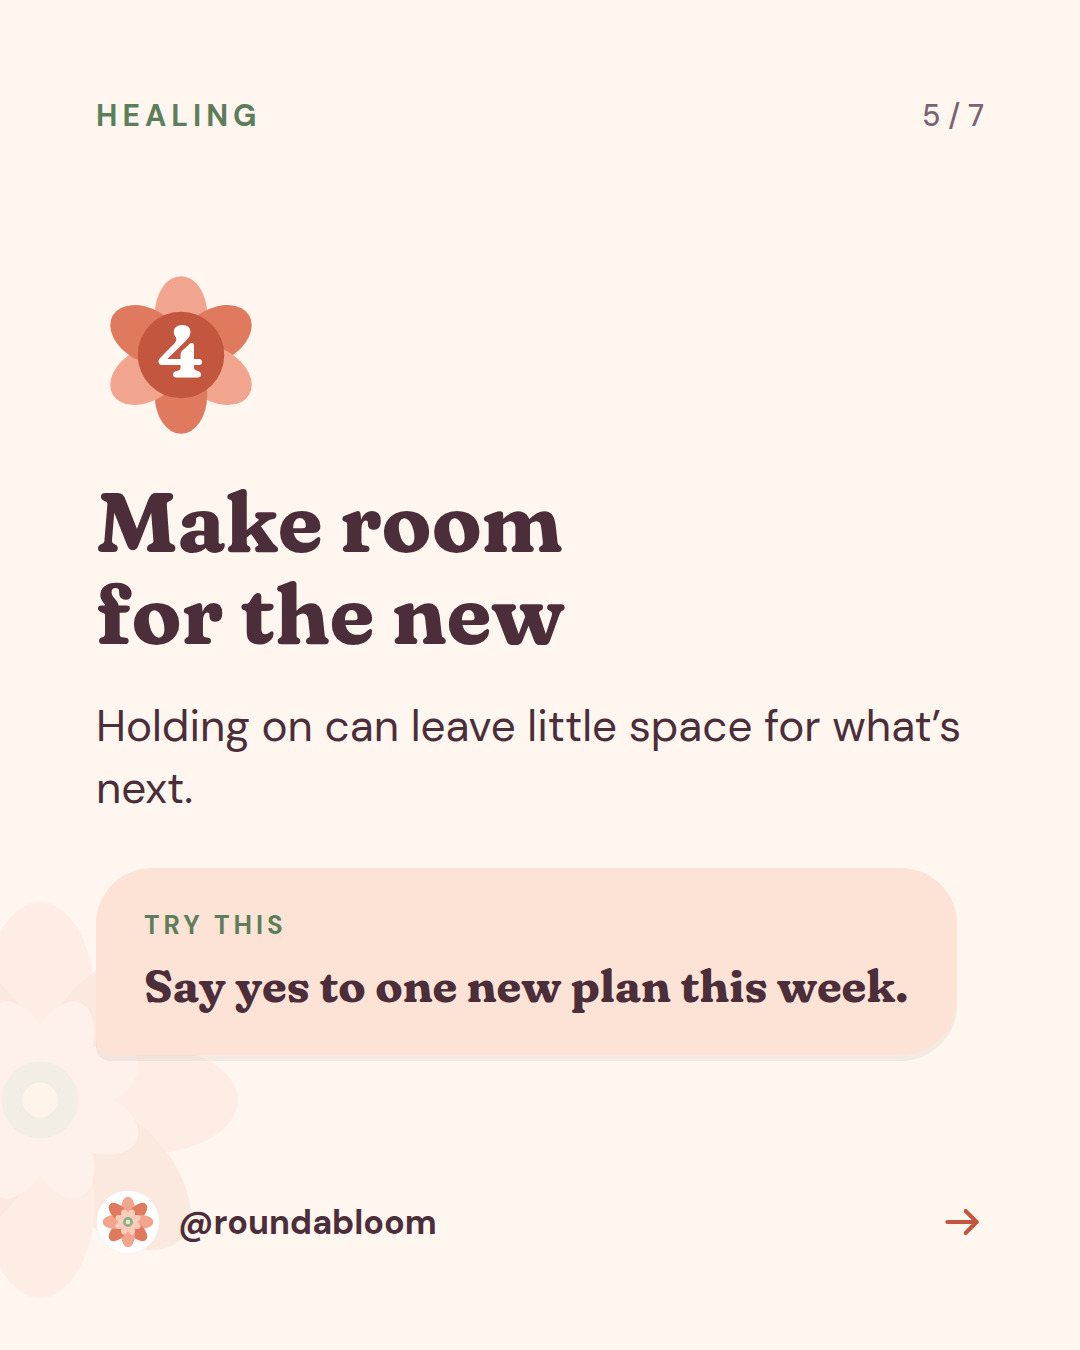 HEALING
5 / 7
4
Make room
for the new
Holding on can leave little space for what’s
next.
TRY THIS
Say yes to one new plan this week.
@roundabloom